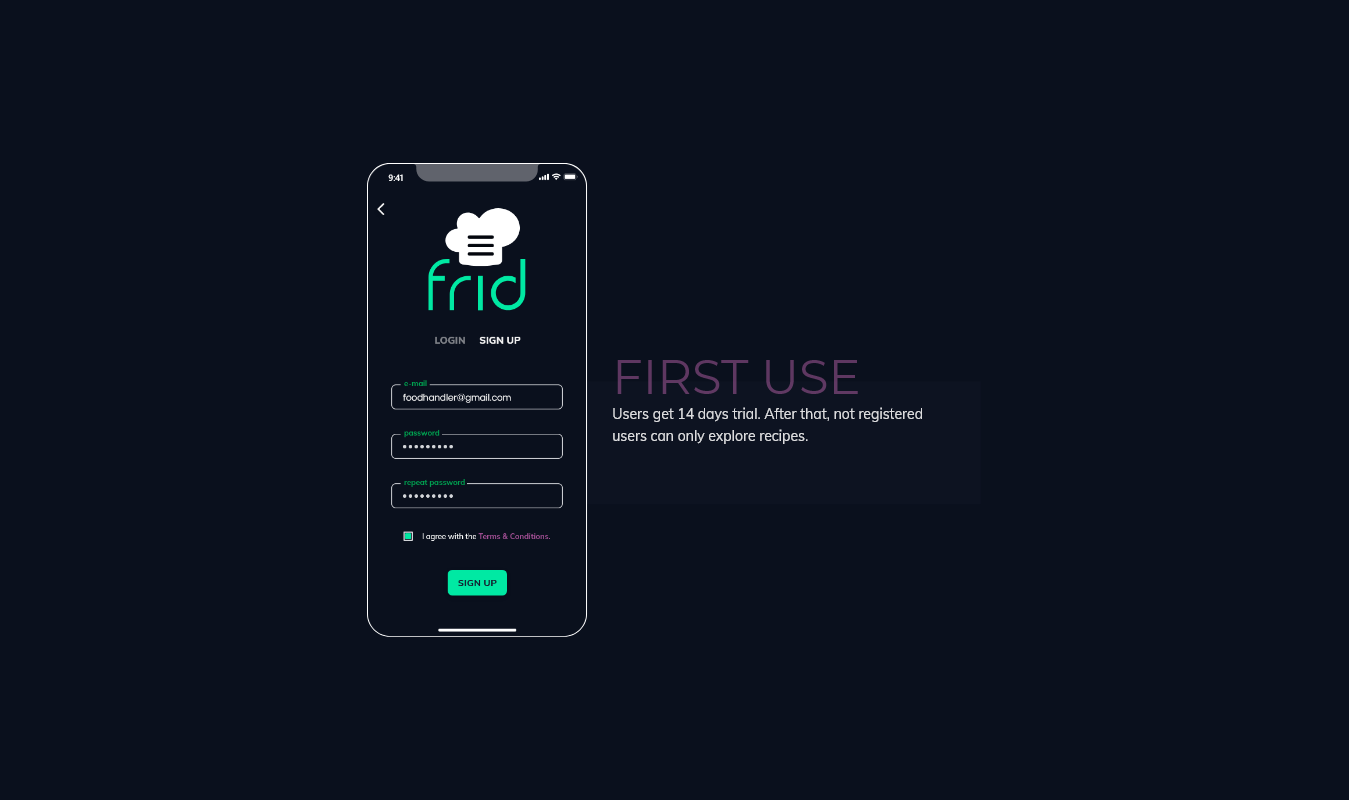 9:41
frid
LOGIN SIGN UP
e-mail
foodhandler@gmail.com
password
repeat password
I agree with the Terms & Conditions.
SIGN UP
FIRST USE
Users get 14 days trial. After that, not registered
users can only explore recipes.